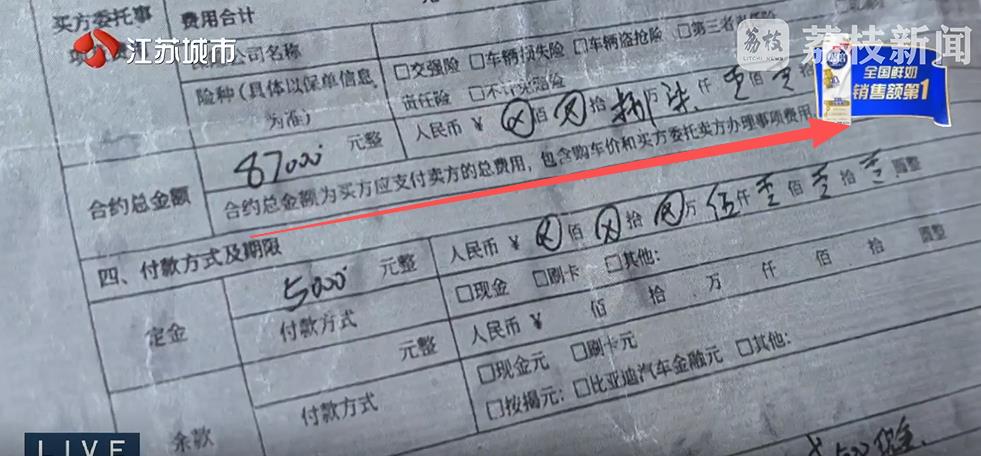 买方委托事
费用合计
江苏城市
荔枝
LITCHI NEWS
荔枝新闻
公司名称
□交强险 □车辆损失险 □车辆盗抢险 □第三者
责任险 □不计免赔险
险种(具体以保单信息
为准)
全国鲜奶
销售额第1
87000 元整
人民币 ¥ 佰 拾 捌万 柒仟 佰 拾
合约总金额
合约总金额为买方应支付卖方的总费用,包含购车价和买方委托卖方办理事项费用
四、付款方式及期限
定金
5000 元整
人民币 ¥ 佰 拾 万 伍仟 佰 拾 圆整
付款方式
□现金 □刷卡 □其他:
余款
元整
人民币 ¥ 佰 拾 万 仟 佰 拾 圆整
付款方式
□现金元 □刷卡元
□按揭元: □比亚迪汽车金融元 □其他:
LIVE